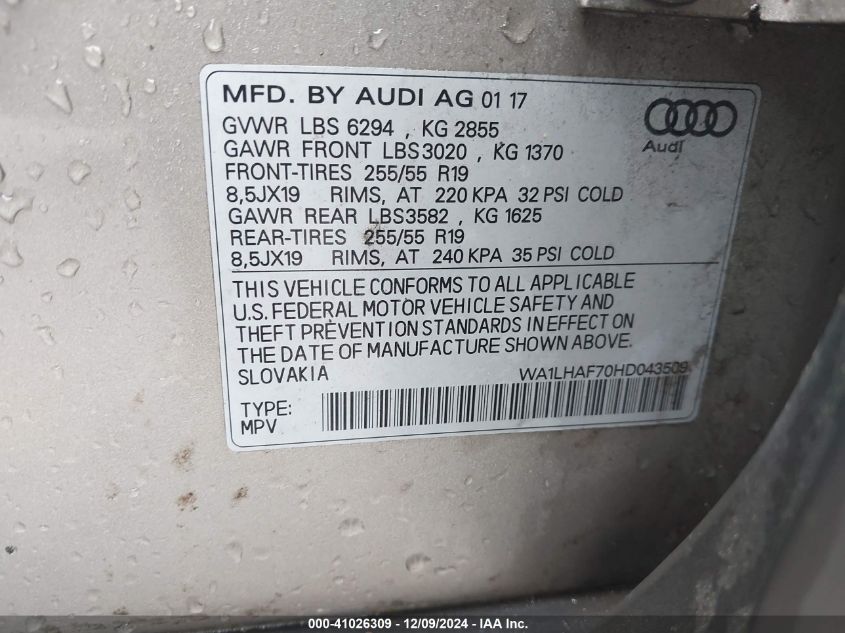 MFD. BY AUDI AG 01 17
Audi
GVWR LBS 6294 , KG 2855
GAWR FRONT LBS3020 , KG 1370
FRONT-TIRES 255/55 R19
8,5JX19 RIMS, AT 220 KPA 32 PSI COLD
GAWR REAR LBS3582 , KG 1625
REAR-TIRES 255/55 R19
8,5JX19 RIMS, AT 240 KPA 35 PSI COLD
THIS VEHICLE CONFORMS TO ALL APPLICABLE
U.S. FEDERAL MOTOR VEHICLE SAFETY AND
THEFT PREVENTION STANDARDS IN EFFECT ON
THE DATE OF MANUFACTURE SHOWN ABOVE.
SLOVAKIA WA1LHAF70HD043509
TYPE:
MPV
000-41026309 - 12/09/2024 - IAA Inc.